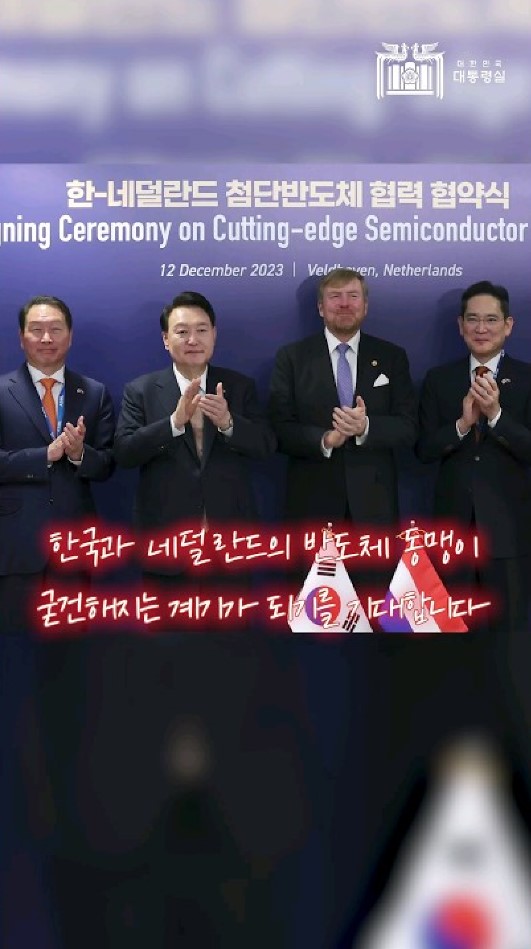 대한민국
대통령실
한-네덜란드 첨단반도체 협력 협약식
ning Ceremony on Cutting-edge Semiconductor
12 December 2023 | Veldhoven, Netherlands
한국과 네덜란드의 반도체 동맹이
굳건해지는 계기가 되기를 기대합니다